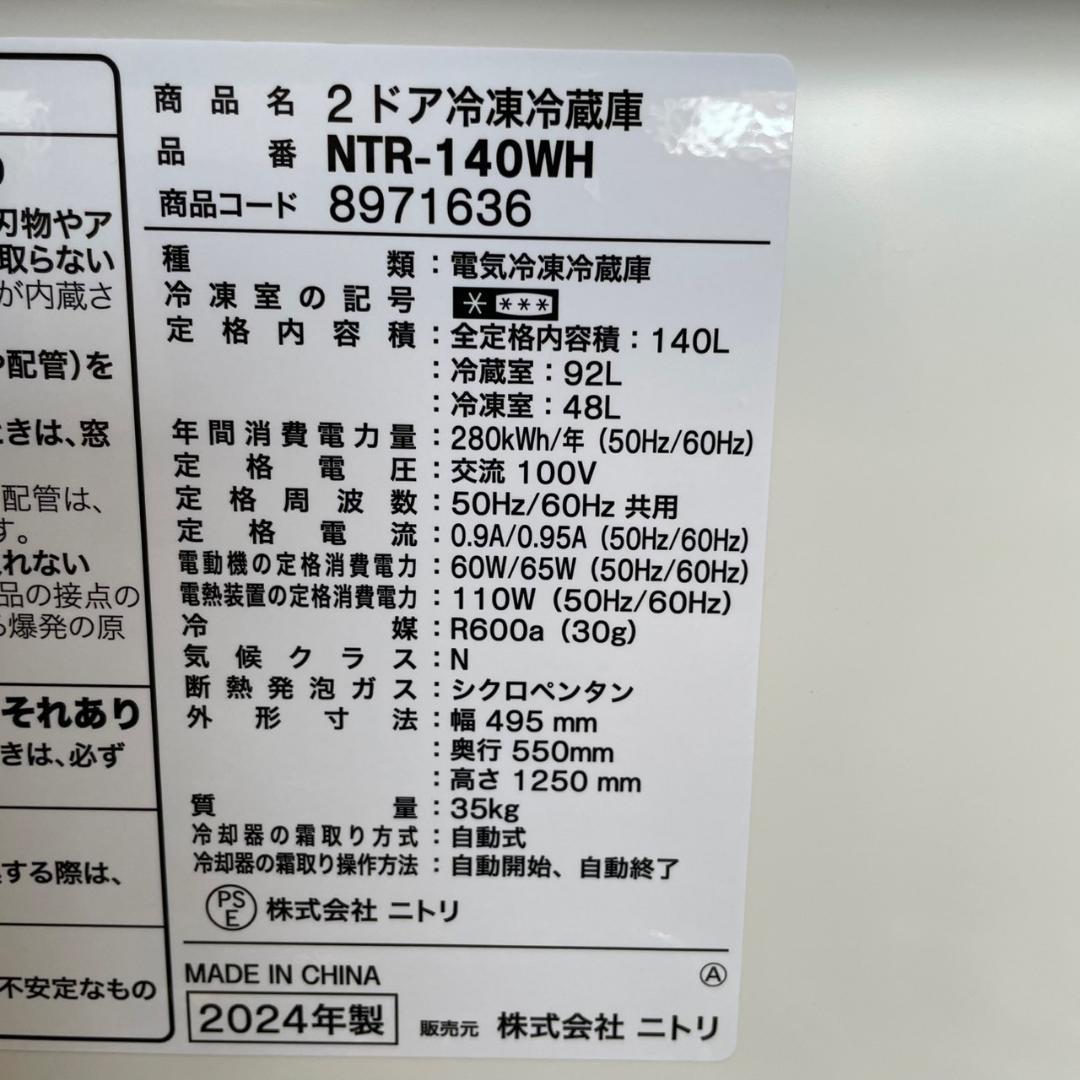 刃物やア
取らない
が内蔵さ
配管)を
きは、窓
配管は、
す。
れない
品の接点の
爆発の原
それあり
きは、必ず
する際は、
不安定なもの
商品名 2ドア冷凍冷蔵庫
品番 NTR-140WH
商品コード 8971636
種類:電気冷凍冷蔵庫
冷凍室の記号
定格内容積:全定格内容積:140L
:冷蔵室:92L
:冷凍室:48L
年間消費電力量:280kWh/年(50Hz/60Hz)
定格電圧:交流 100V
定格周波数:50Hz/60Hz 共用
定格電流:0.9A/0.95A(50Hz/60Hz)
電動機の定格消費電力:60W/65W(50Hz/60Hz)
電熱装置の定格消費電力:110W(50Hz/60Hz)
冷媒:R600a(30g)
気候クラス:N
断熱発泡ガス:シクロペンタン
外形寸法:幅 495 mm
:奥行 550mm
:高さ 1250 mm
質量:35kg
冷却器の霜取り方式:自動式
冷却器の霜取り操作方法:自動開始、自動終了
PSE 株式会社 ニトリ
MADE IN CHINA Ⓐ
2024年製 販売元 株式会社 ニトリ